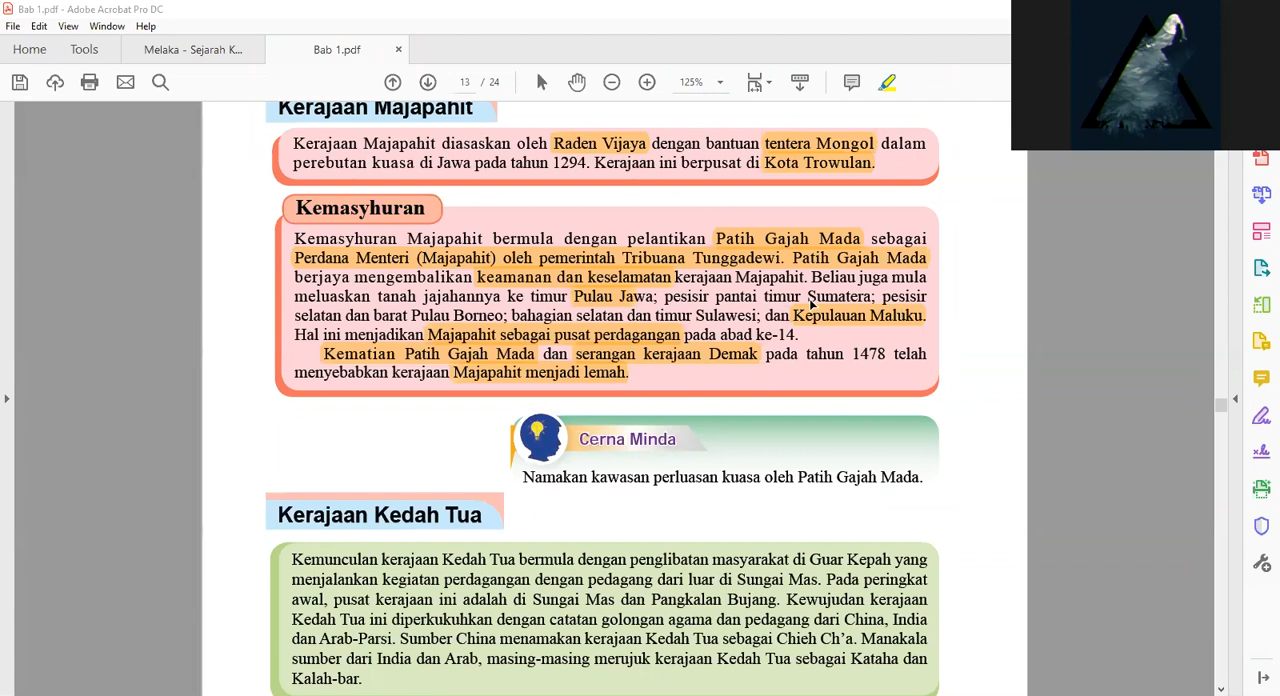 Bab 1.pdf - Adobe Acrobat Pro DC
File Edit View Window Help
Home Tools Melaka - Sejarah K... Bab 1.pdf ×
13 / 24 125%
Kerajaan Majapahit
Kerajaan Majapahit diasaskan oleh Raden Vijaya dengan bantuan tentera Mongol dalam
perebutan kuasa di Jawa pada tahun 1294. Kerajaan ini berpusat di Kota Trowulan.
Kemasyhuran
Kemasyhuran Majapahit bermula dengan pelantikan Patih Gajah Mada sebagai
Perdana Menteri (Majapahit) oleh pemerintah Tribuana Tunggadewi. Patih Gajah Mada
berjaya mengembalikan keamanan dan keselamatan kerajaan Majapahit. Beliau juga mula
meluaskan tanah jajahannya ke timur Pulau Jawa; pesisir pantai timur Sumatera; pesisir
selatan dan barat Pulau Borneo; bahagian selatan dan timur Sulawesi; dan Kepulauan Maluku.
Hal ini menjadikan Majapahit sebagai pusat perdagangan pada abad ke-14.
Kematian Patih Gajah Mada dan serangan kerajaan Demak pada tahun 1478 telah
menyebabkan kerajaan Majapahit menjadi lemah.
Cerna Minda
Namakan kawasan perluasan kuasa oleh Patih Gajah Mada.
Kerajaan Kedah Tua
Kemunculan kerajaan Kedah Tua bermula dengan penglibatan masyarakat di Guar Kepah yang
menjalankan kegiatan perdagangan dengan pedagang dari luar di Sungai Mas. Pada peringkat
awal, pusat kerajaan ini adalah di Sungai Mas dan Pangkalan Bujang. Kewujudan kerajaan
Kedah Tua ini diperkukuhkan dengan catatan golongan agama dan pedagang dari China, India
dan Arab-Parsi. Sumber China menamakan kerajaan Kedah Tua sebagai Chieh Ch’a. Manakala
sumber dari India dan Arab, masing-masing merujuk kerajaan Kedah Tua sebagai Kataha dan
Kalah-bar.